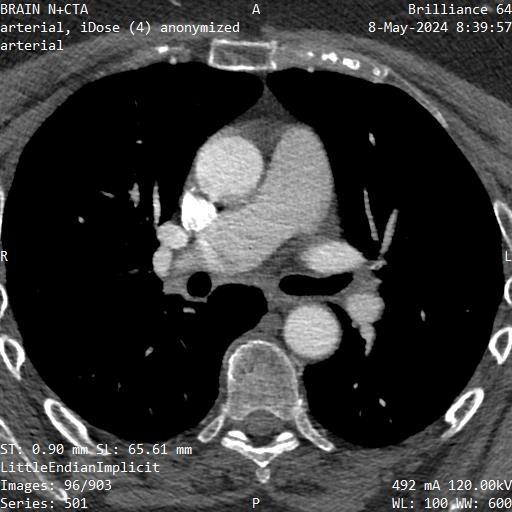 BRAIN N+CTA
A
Brilliance 64
arterial, iDose (4) anonymized
8-May-2024 8:39:57
arterial
R
L
ST: 0.90 mm SL: 65.61 mm
LittleEndianImplicit
Images: 96/903
492 mA 120.00kV
Series: 501
P
WL: 100 WW: 600